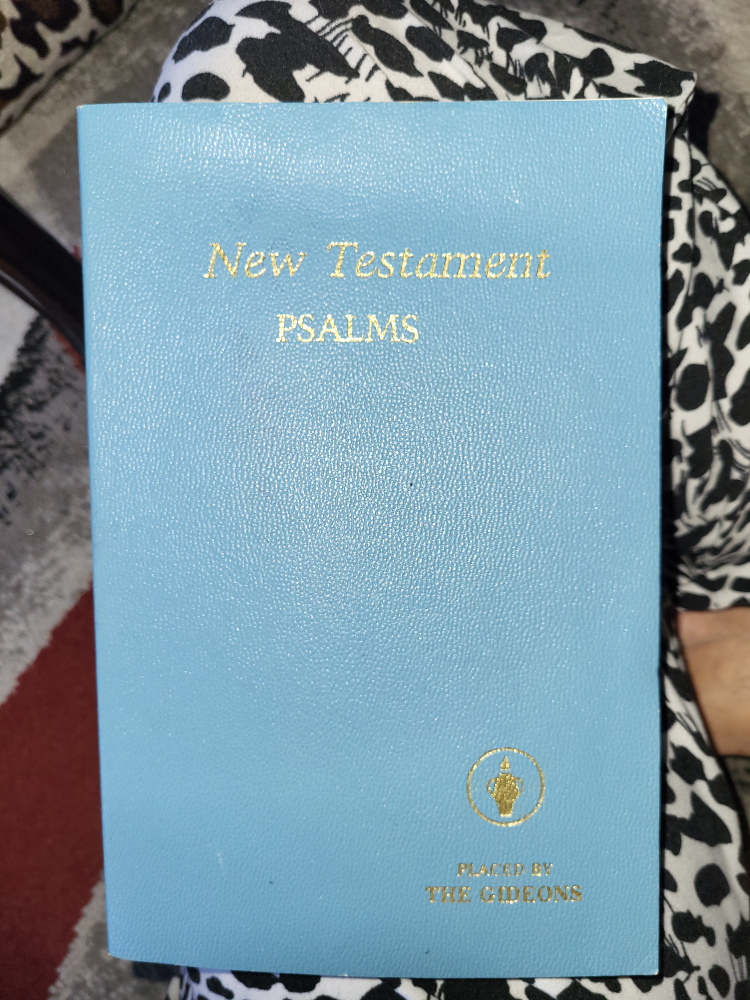 New Testament
PSALMS
PLACED BY
THE GIDEONS